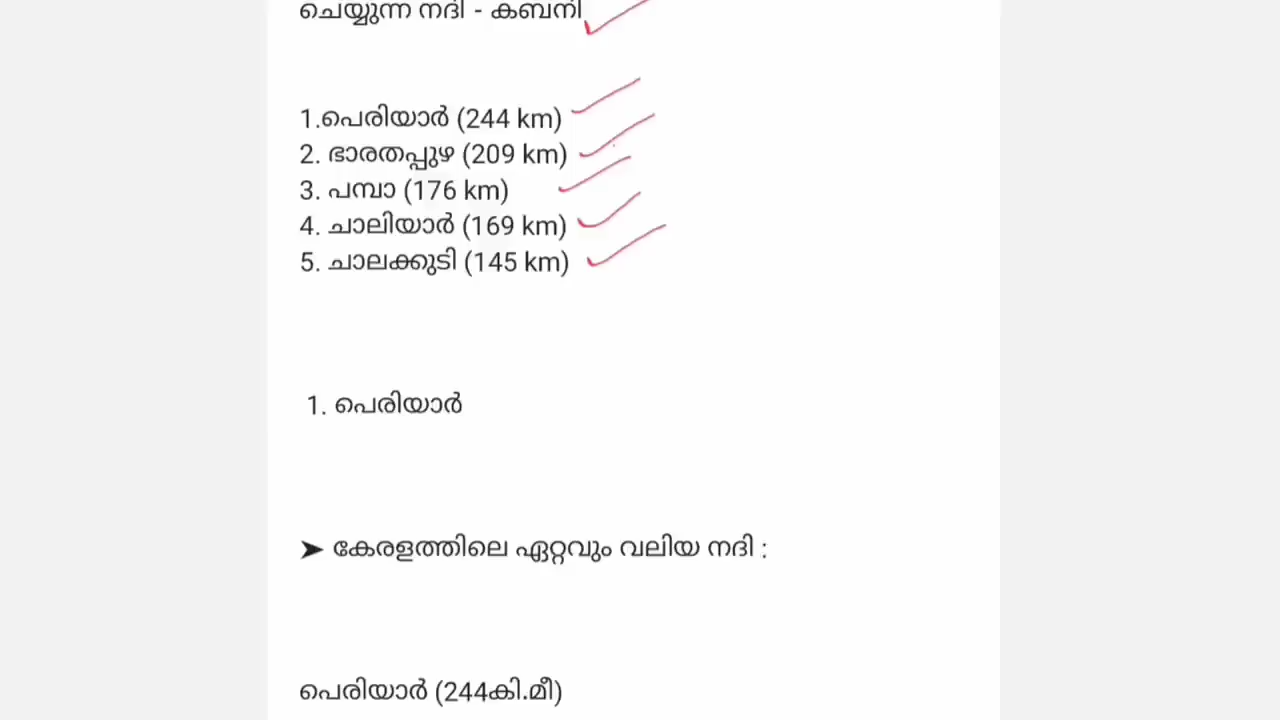 ചെയ്യുന്ന നദി - കബനി
1.പെരിയാർ (244 km)
2. ഭാരതപ്പുഴ (209 km)
3. പമ്പാ (176 km)
4. ചാലിയാർ (169 km)
5. ചാലക്കുടി (145 km)
1. പെരിയാർ
➤ കേരളത്തിലെ ഏറ്റവും വലിയ നദി :
പെരിയാർ (244കി.മീ)